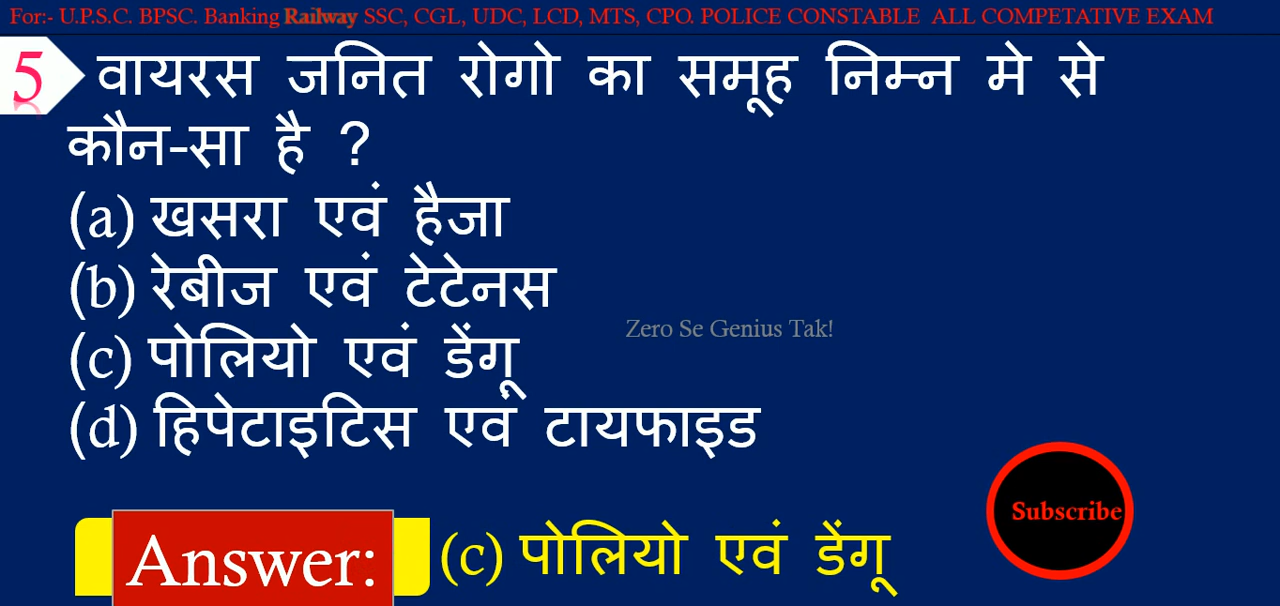 For:- U.P.S.C. BPSC. Banking Railway SSC, CGL, UDC, LCD, MTS, CPO. POLICE CONSTABLE ALL COMPETATIVE EXAM
5 वायरस जनित रोगो का समूह निम्न मे से
कौन-सा है ?
(a) खसरा एवं हैजा
(b) रेबीज एवं टेटेनस
Zero Se Genius Tak!
(c) पोलियो एवं डेंगू
(d) हिपेटाइटिस एवं टायफाइड
Subscribe
Answer: (c) पोलियो एवं डेंगू